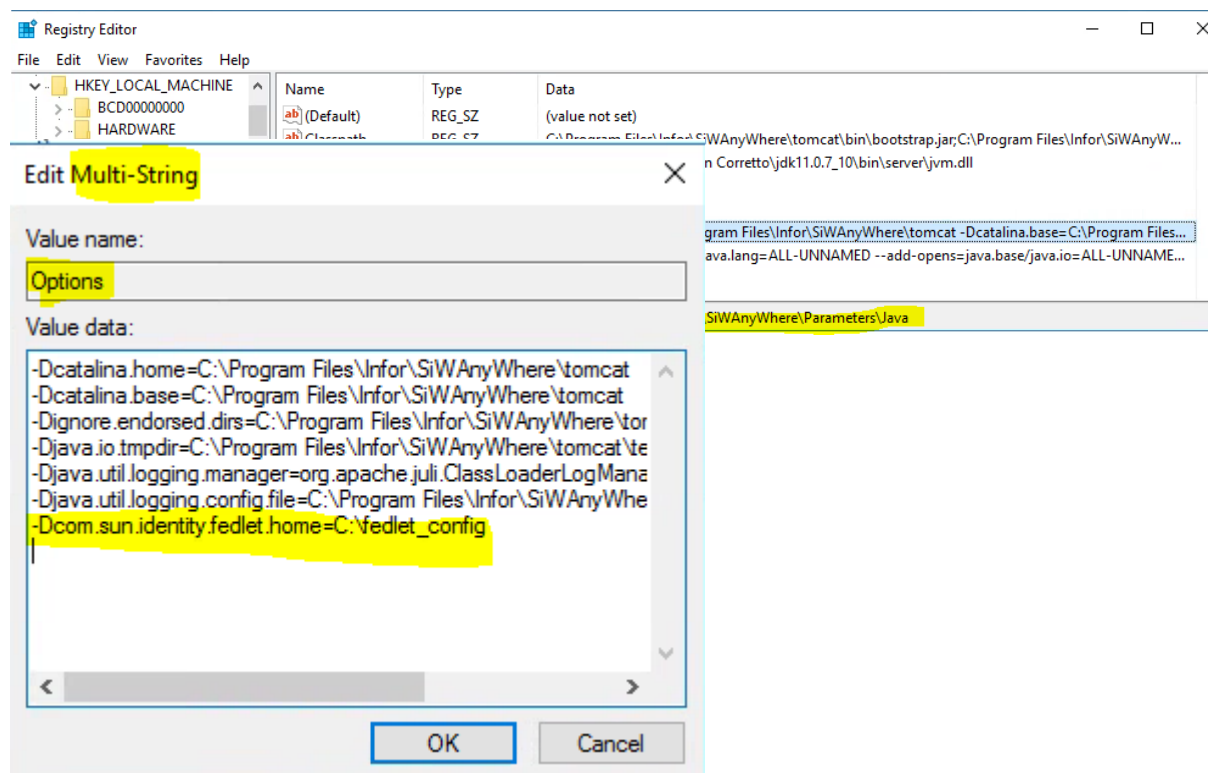 Registry Editor
File Edit View Favorites Help
HKEY_LOCAL_MACHINE
BCD00000000
HARDWARE
Name Type Data
(Default) REG_SZ (value not set)
Classpath REG_SZ C:\Program Files\Infor\SiWAnyWhere\tomcat\bin\bootstrap.jar;C:\Program Files\Infor\SiWAnyW...
n Corretto\jdk11.0.7_10\bin\server\jvm.dll
gram Files\Infor\SiWAnyWhere\tomcat -Dcatalina.base=C:\Program Files...
ava.lang=ALL-UNNAMED --add-opens=java.base/java.io=ALL-UNNAME...
SiWAnyWhere\Parameters\Java
Edit Multi-String
Value name:
Options
Value data:
-Dcatalina.home=C:\Program Files\Infor\SiWAnyWhere\tomcat
-Dcatalina.base=C:\Program Files\Infor\SiWAnyWhere\tomcat
-Dignore.endorsed.dirs=C:\Program Files\Infor\SiWAnyWhere\tor
-Djava.io.tmpdir=C:\Program Files\Infor\SiWAnyWhere\tomcat\te
-Djava.util.logging.manager=org.apache.juli.ClassLoaderLogMana
-Djava.util.logging.config.file=C:\Program Files\Infor\SiWAnyWhe
-Dcom.sun.identity.fedlet.home=C:\fedlet_config
OK Cancel